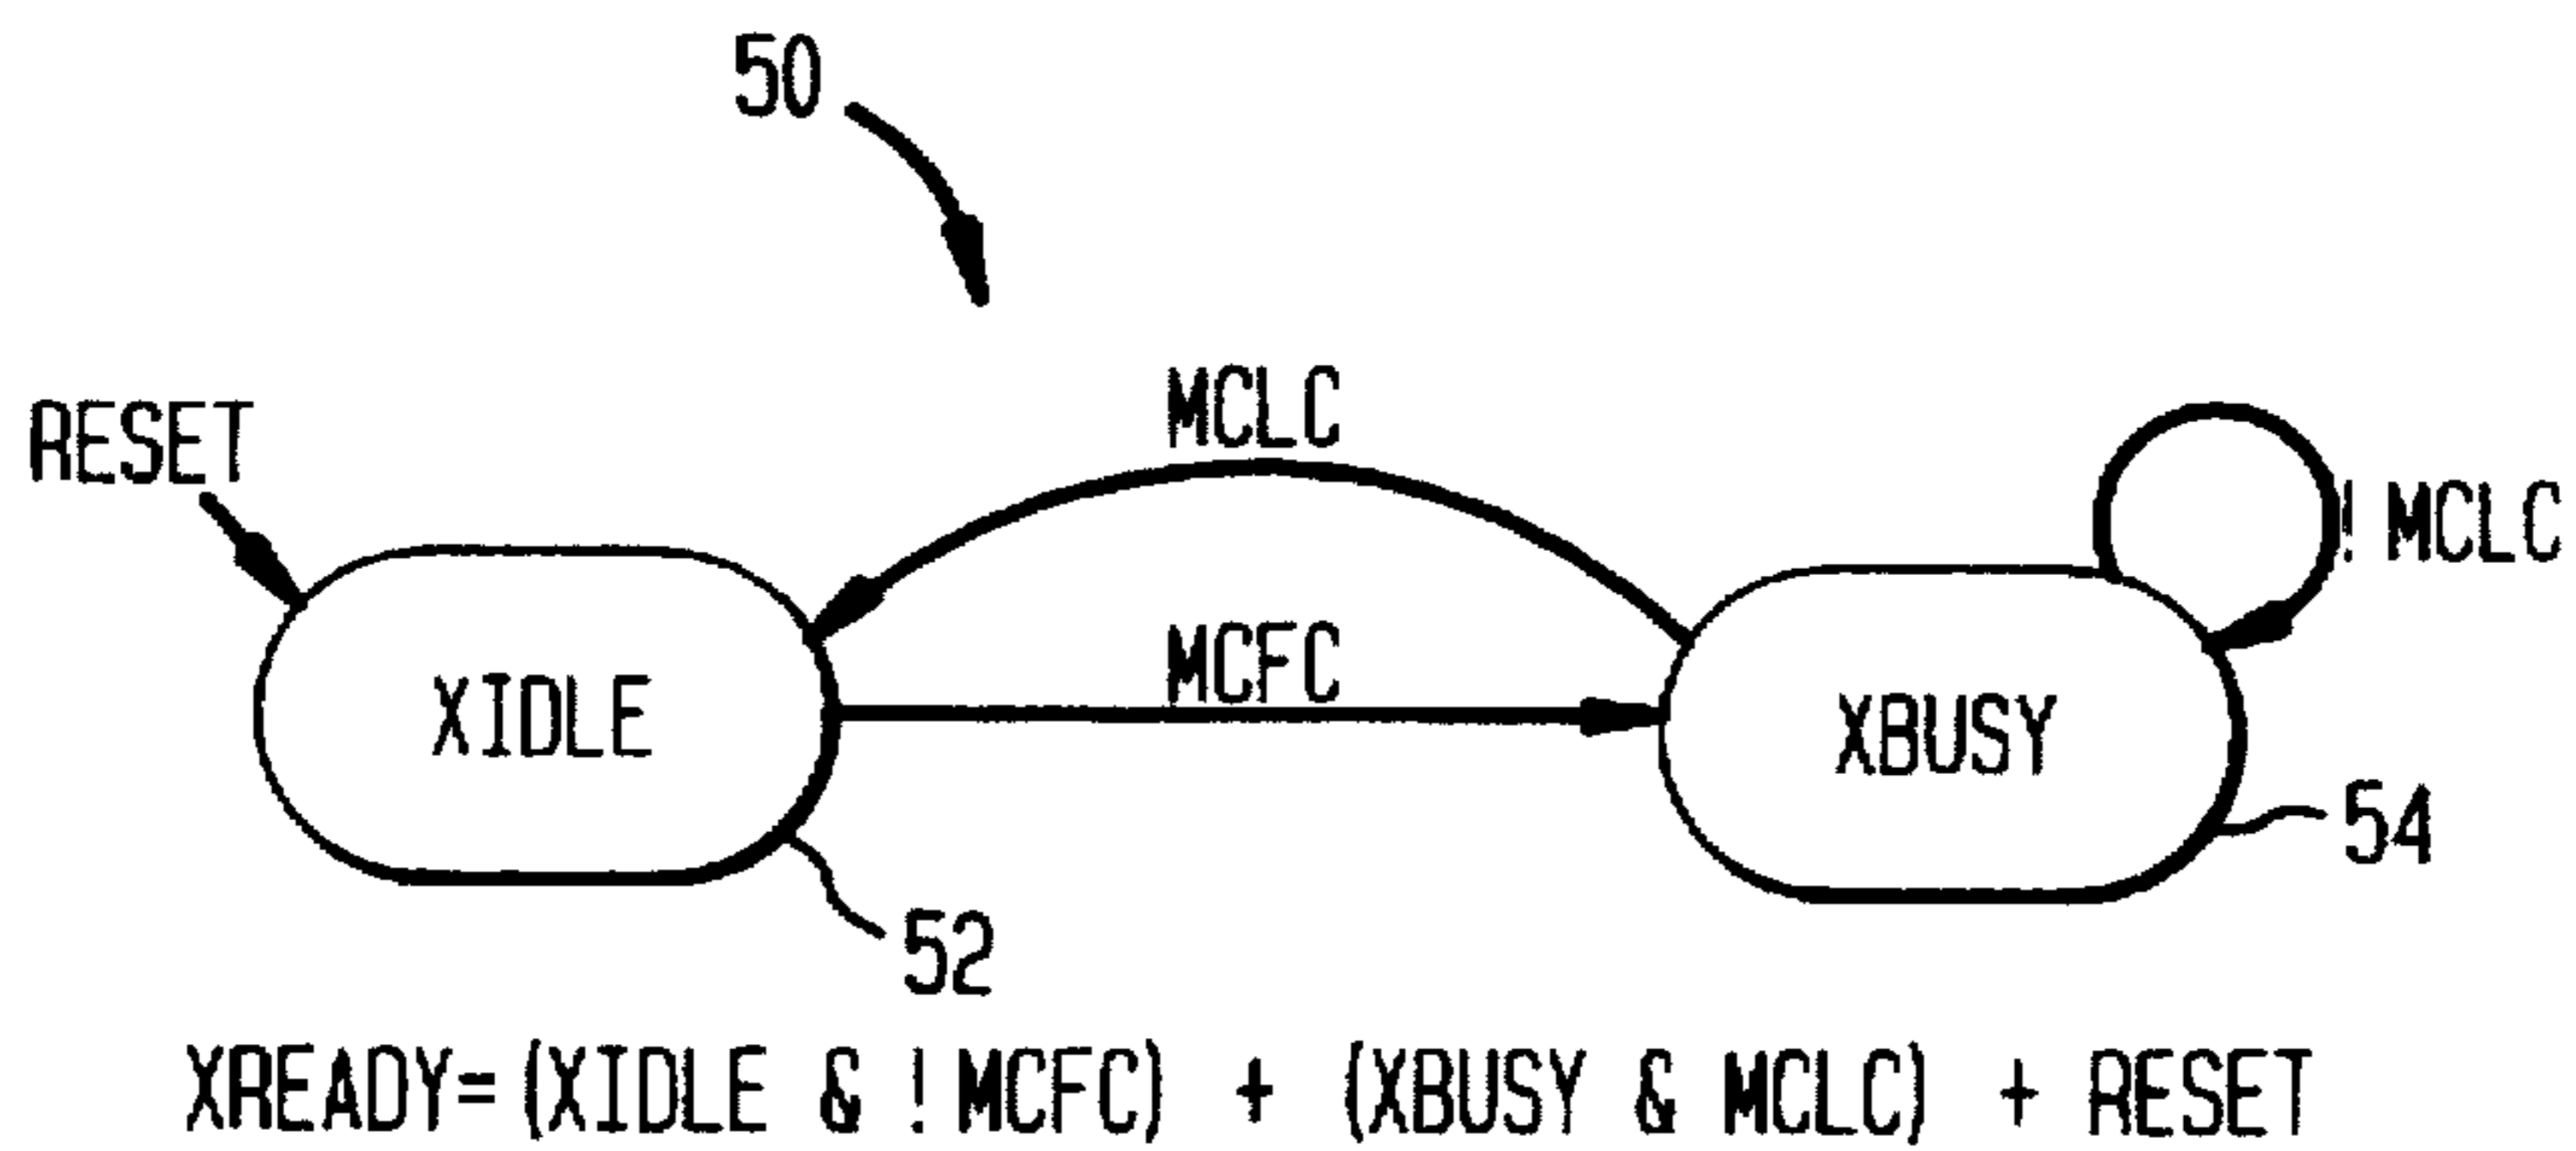 50
MCLC
RESET
! MCLC
MCFC
XIDLE
XBUSY
54
52
XREADY=(XIDLE & ! MCFC) + (XBUSY & MCLC) + RESET